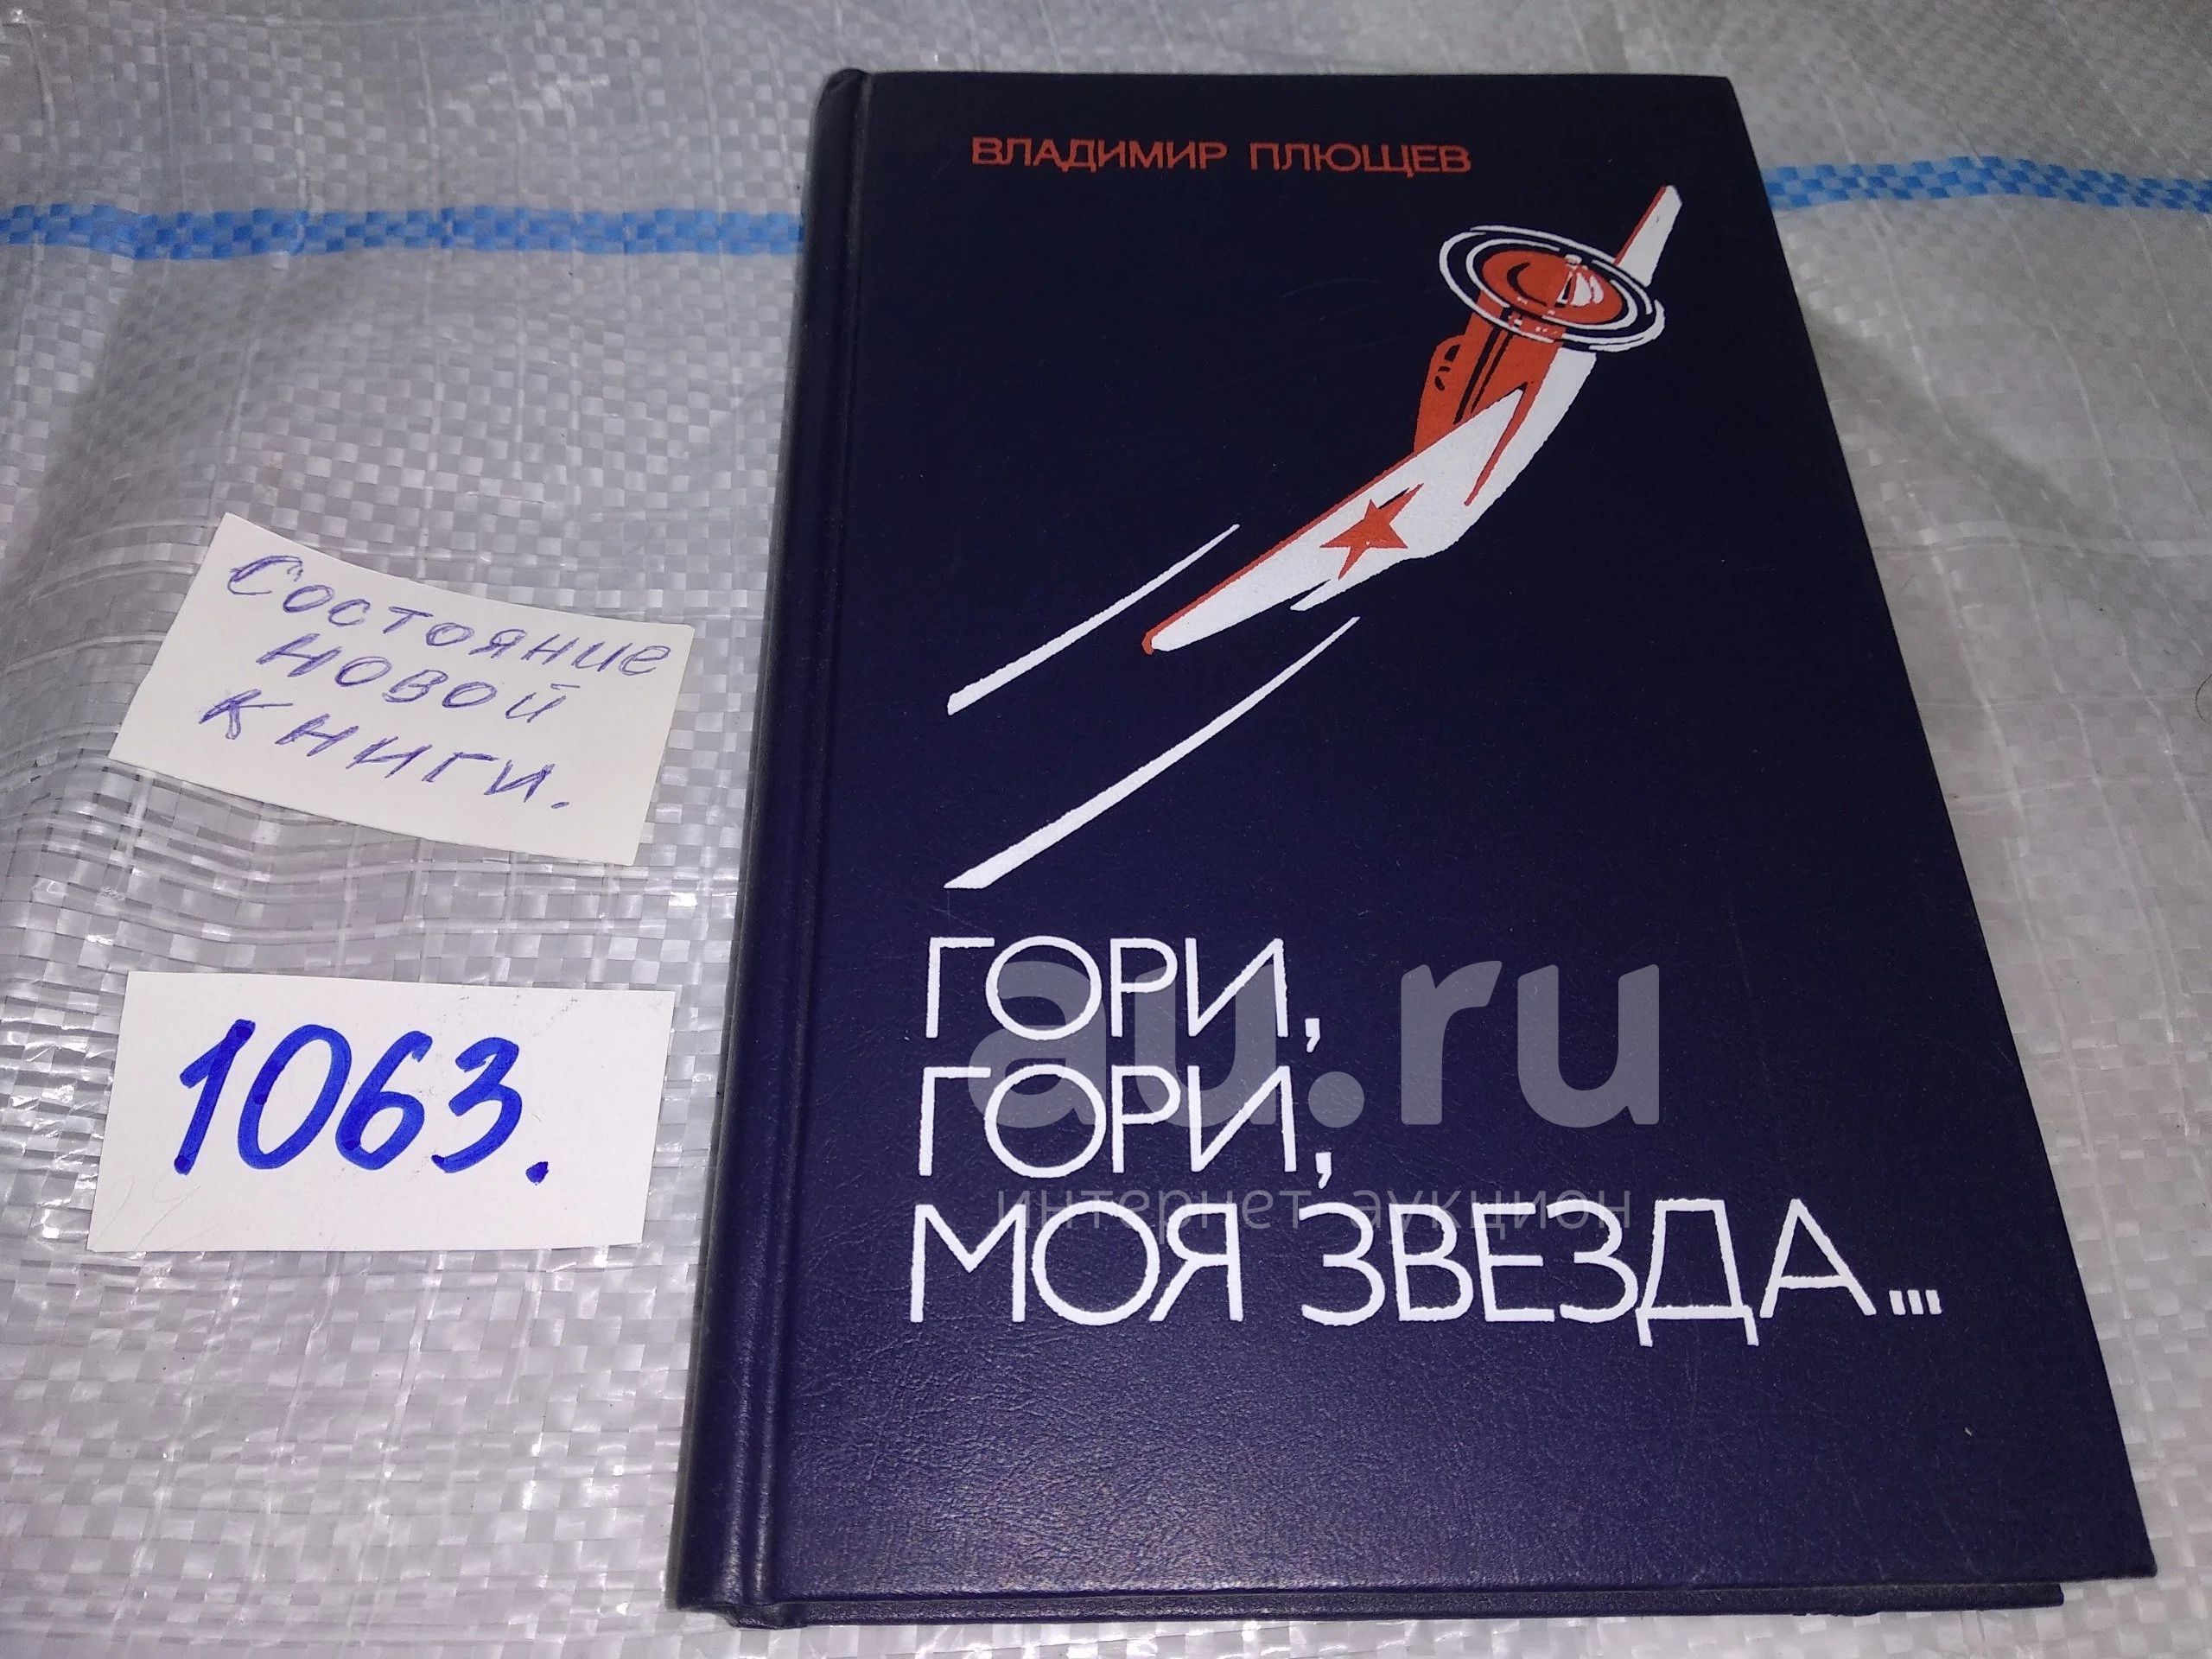 ВЛАДИМИР ПЛЮЩЕВ
Состояние
новой
книги.
1063.
ГОРИ,
ГОРИ,
МОЯ ЗВЕЗДА...
au.ru
интернет аукцион